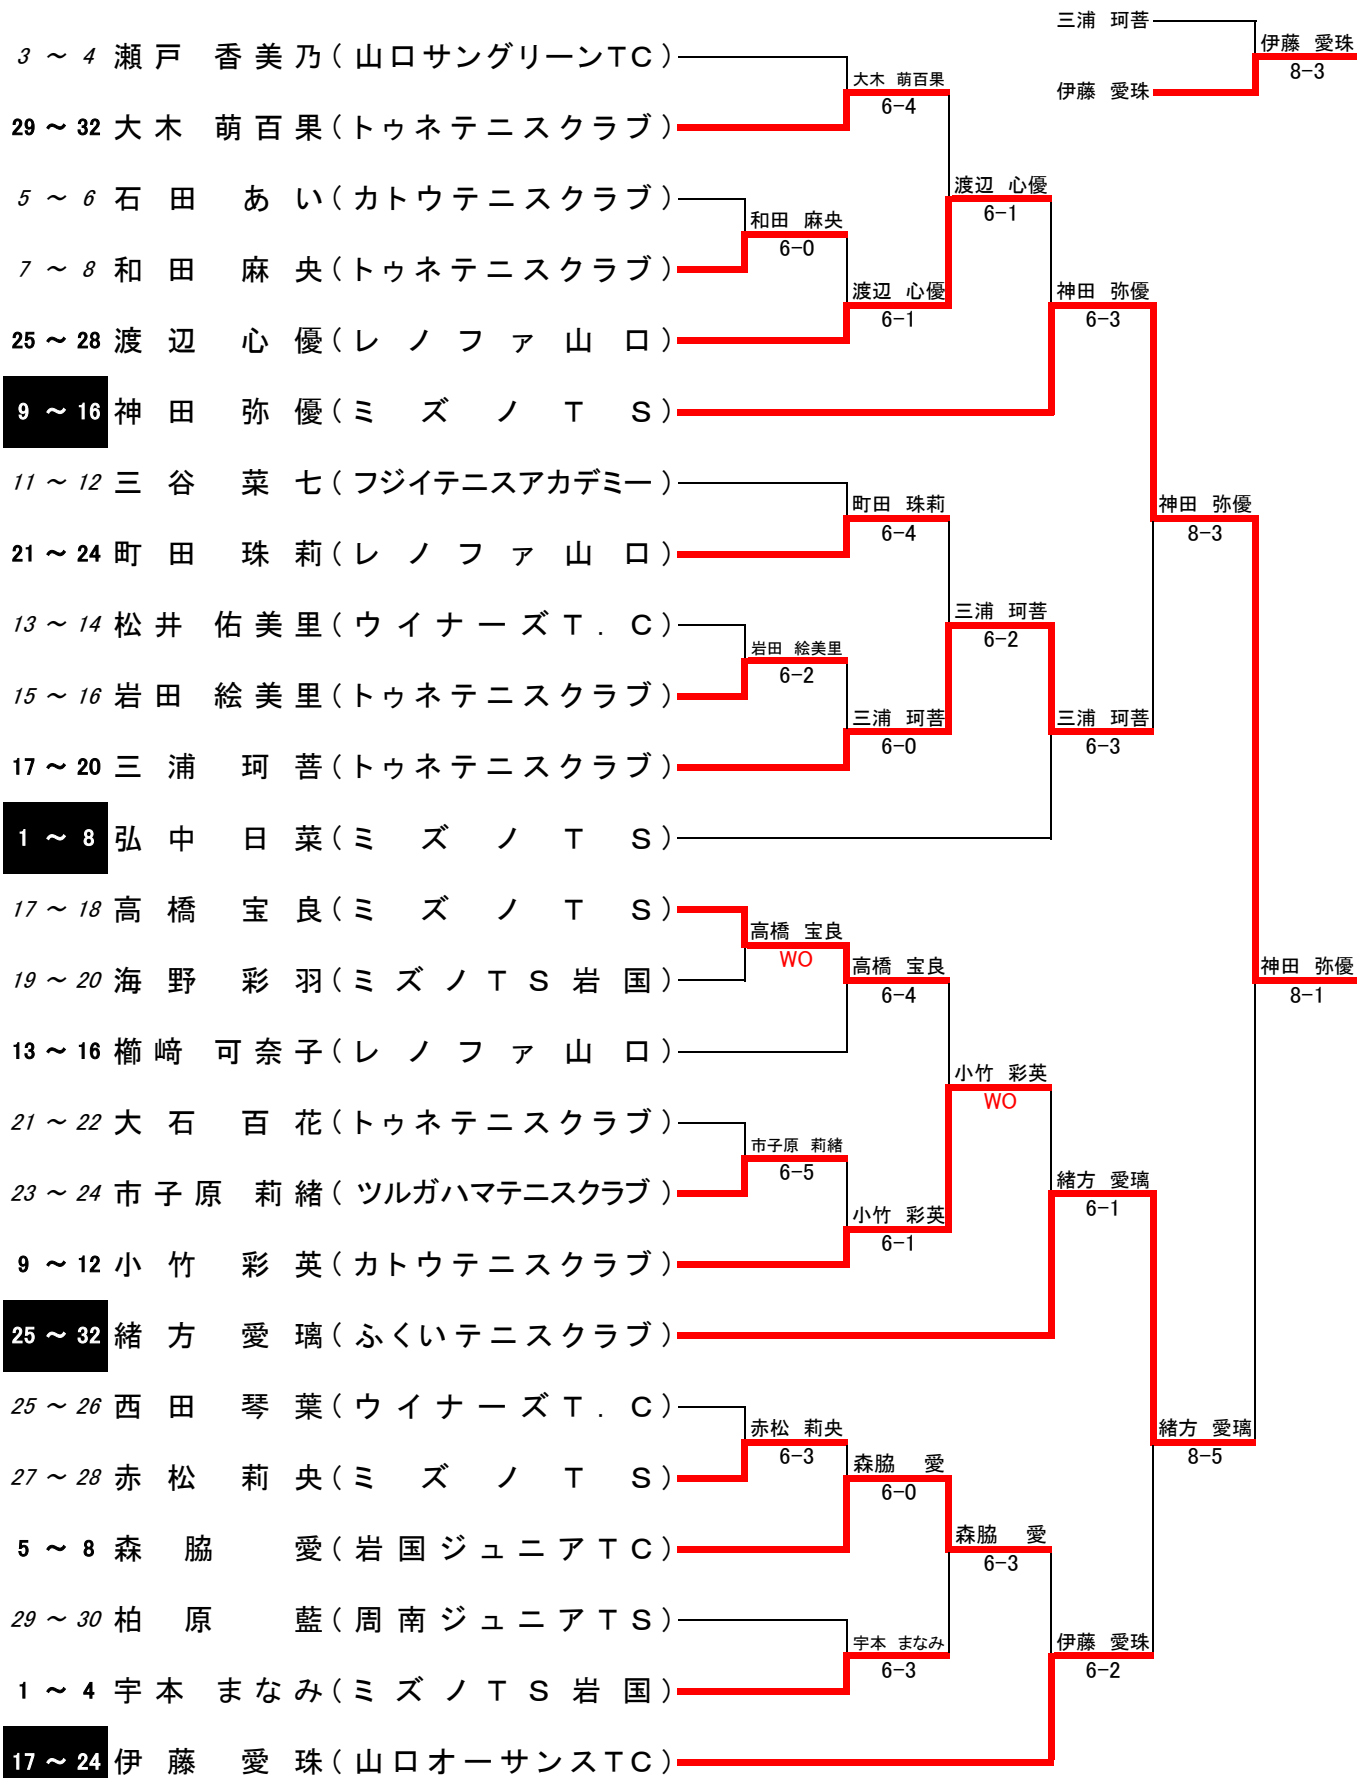 三浦 珂菩
伊藤 愛珠
8-3
伊藤 愛珠
3 ～ 4 瀬戸 香美乃(山口サングリーンTC)
大木 萌百果
6-4
29 ～ 32 大木 萌百果(トゥネテニスクラブ)
5 ～ 6 石田 あい(カトウテニスクラブ)
渡辺 心優
6-1
和田 麻央
6-0
7 ～ 8 和田 麻央(トゥネテニスクラブ)
渡辺 心優
6-1
神田 弥優
6-3
25 ～ 28 渡辺 心優(レノファ山口)
9 ～ 16 神田 弥優(ミズノTS)
11 ～ 12 三谷 菜七(フジイテニスアカデミー)
町田 珠莉
6-4
神田 弥優
8-3
21 ～ 24 町田 珠莉(レノファ山口)
13 ～ 14 松井 佑美里(ウイナーズT.C)
三浦 珂菩
6-2
岩田 絵美里
6-2
15 ～ 16 岩田 絵美里(トゥネテニスクラブ)
三浦 珂菩
6-0
三浦 珂菩
6-3
17 ～ 20 三浦 珂菩(トゥネテニスクラブ)
1 ～ 8 弘中 日菜(ミズノTS)
17 ～ 18 高橋 宝良(ミズノTS)
高橋 宝良
WO
19 ～ 20 海野 彩羽(ミズノTS岩国)
高橋 宝良
6-4
神田 弥優
8-1
13 ～ 16 櫛﨑 可奈子(レノファ山口)
小竹 彩英
WO
21 ～ 22 大石 百花(トゥネテニスクラブ)
市子原 莉緒
6-5
23 ～ 24 市子原 莉緒(ツルガハマテニスクラブ)
緒方 愛璃
6-1
小竹 彩英
6-1
9 ～ 12 小竹 彩英(カトウテニスクラブ)
25 ～ 32 緒方 愛璃(ふくいテニスクラブ)
25 ～ 26 西田 琴葉(ウイナーズT.C)
赤松 莉央
6-3
緒方 愛璃
8-5
27 ～ 28 赤松 莉央(ミズノTS)
森脇 愛
6-0
5 ～ 8 森脇 愛(岩国ジュニアTC)
森脇 愛
6-3
29 ～ 30 柏原 藍(周南ジュニアTS)
宇本 まなみ
6-3
伊藤 愛珠
6-2
1 ～ 4 宇本 まなみ(ミズノTS岩国)
17 ～ 24 伊藤 愛珠(山口オーサンスTC)